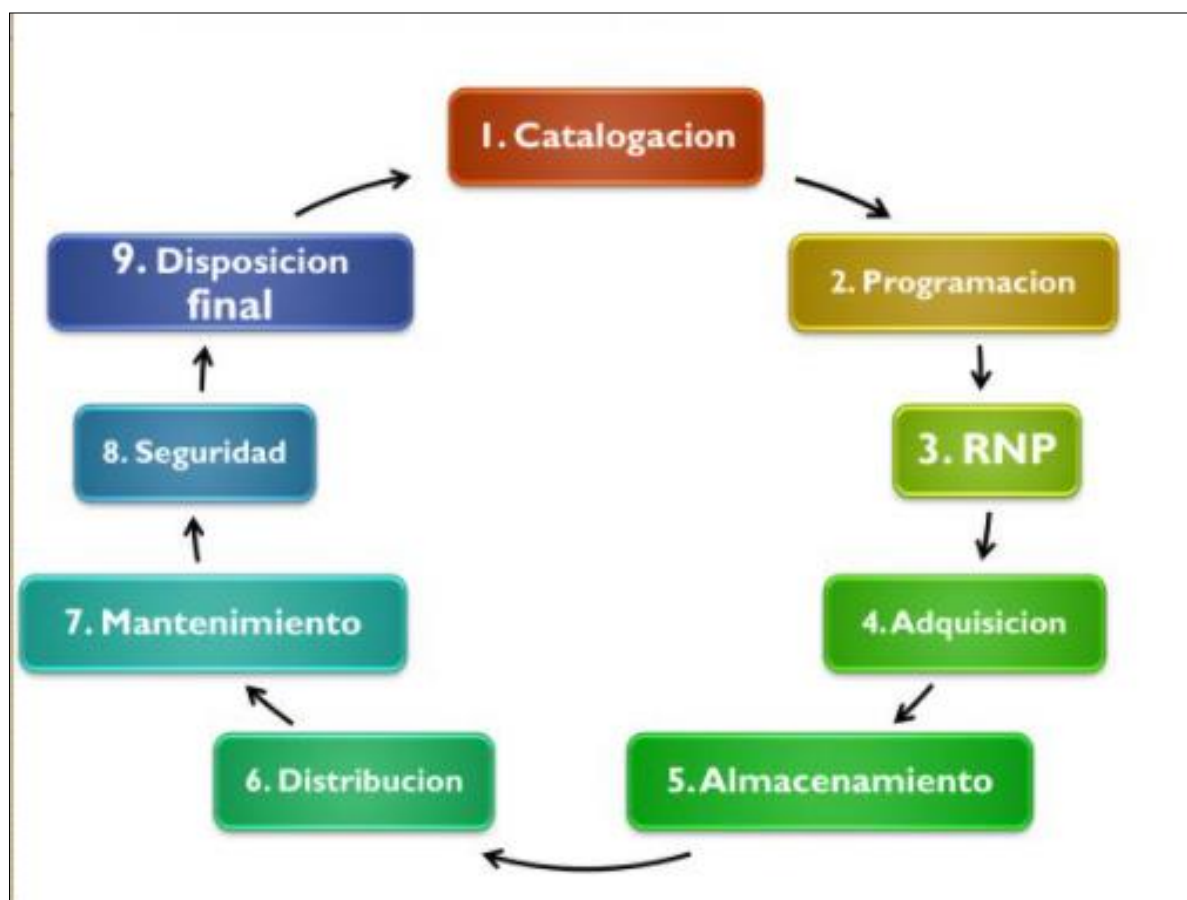 1. Catalogacion
2. Programacion
3. RNP
4. Adquisicion
5. Almacenamiento
6. Distribucion
7. Mantenimiento
8. Seguridad
9. Disposicion
final